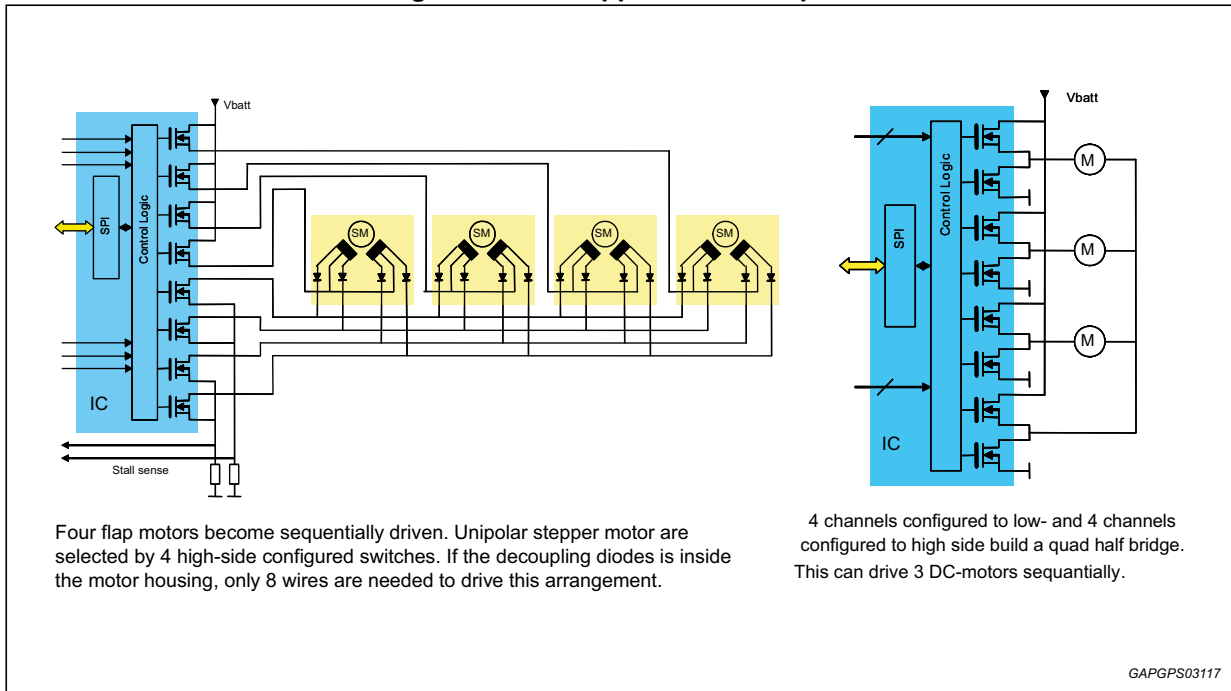 Vbatt
SPI
Control Logic
IC
Stall sense
SM
SM
SM
SM
Four flap motors become sequentially driven. Unipolar stepper motor are
selected by 4 high-side configured switches. If the decoupling diodes is inside
the motor housing, only 8 wires are needed to drive this arrangement.
Vbatt
SPI
Control Logic
IC
M
M
M
4 channels configured to low- and 4 channels
configured to high side build a quad half bridge.
This can drive 3 DC-motors sequantially.
GAPGPS03117